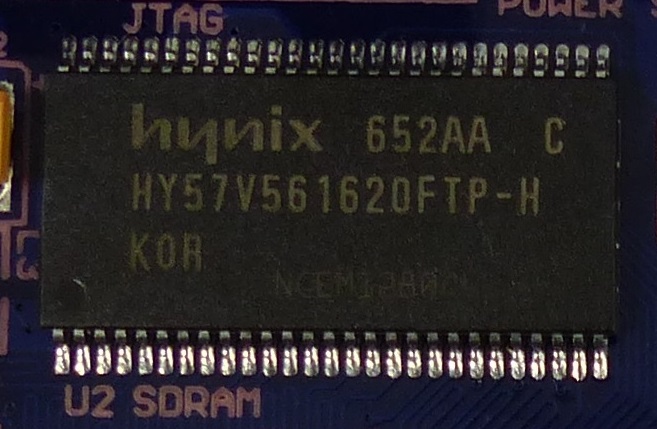 JTAG
POWER
hynix 652AA C
HY57V561620FTP-H
KOR
U2 SDRAM